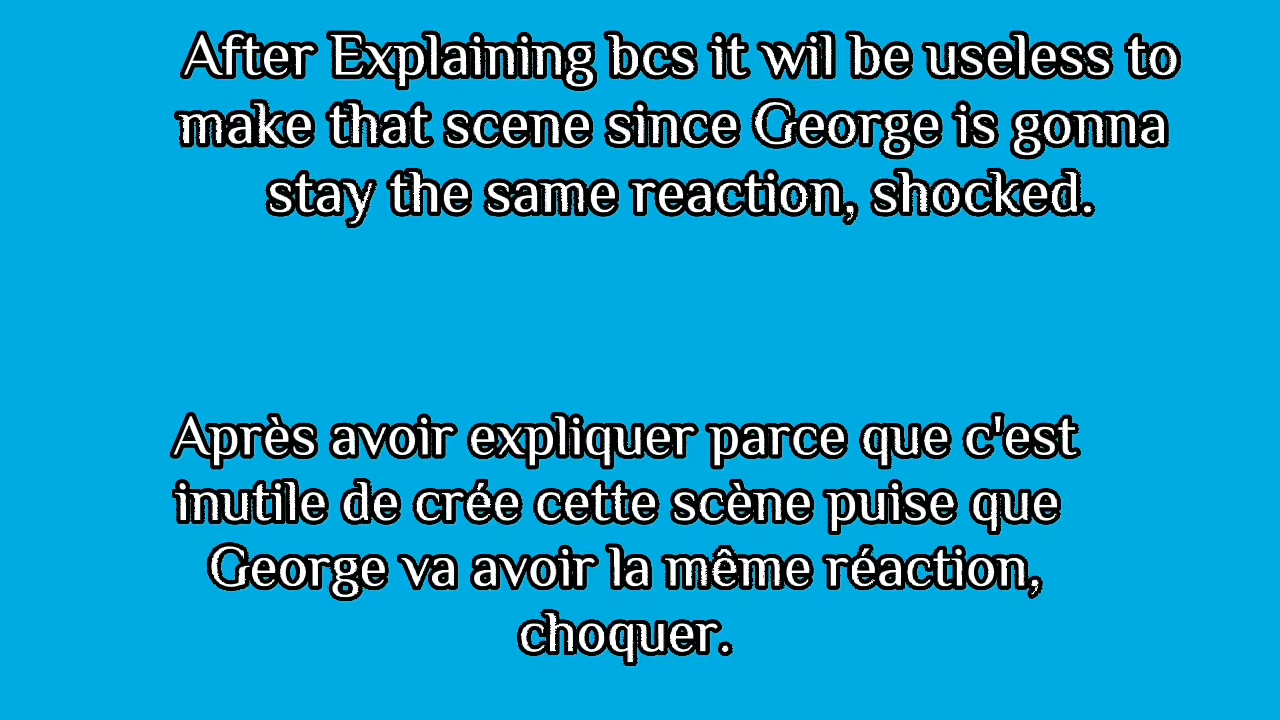 After Explaining bcs it wil be useless to
make that scene since George is gonna
stay the same reaction, shocked.
Après avoir expliquer parce que c'est
inutile de crée cette scène puise que
George va avoir la même réaction,
choquer.